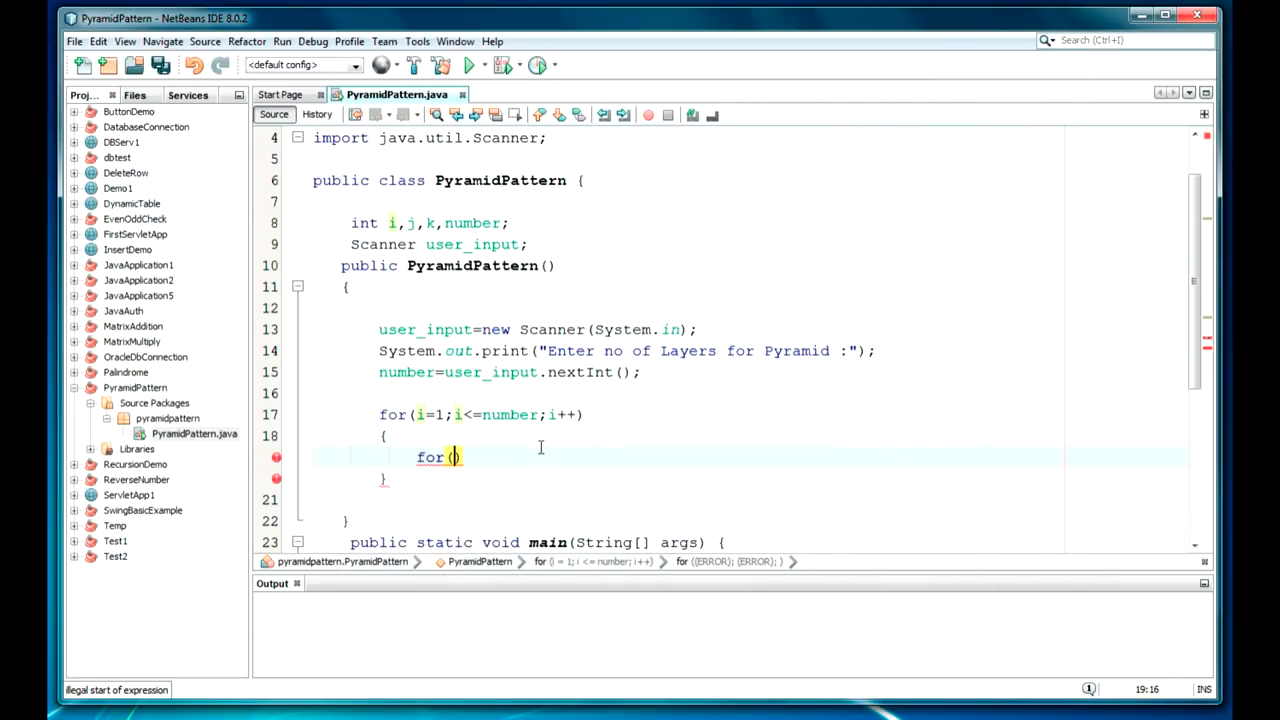 PyramidPattern - NetBeans IDE 8.0.2
File Edit View Navigate Source Refactor Run Debug Profile Team Tools Window Help
Search (Ctrl+I)
<default config>
Proj... Files Services
Start Page PyramidPattern.java
Source History
ButtonDemo
DatabaseConnection
DBServ1
dbtest
DeleteRow
Demo1
DynamicTable
EvenOddCheck
FirstServletApp
InsertDemo
JavaApplication1
JavaApplication2
JavaApplication5
JavaAuth
MatrixAddition
MatrixMultiply
OracleDbConnection
Palindrome
PyramidPattern
Source Packages
pyramidpattern
PyramidPattern.java
Libraries
RecursionDemo
ReverseNumber
ServletApp1
SwingBasicExample
Temp
Test1
Test2
4 import java.util.Scanner;
5
6 public class PyramidPattern {
7
8 int i,j,k,number;
9 Scanner user_input;
10 public PyramidPattern()
11 {
12
13 user_input=new Scanner(System.in);
14 System.out.print("Enter no of Layers for Pyramid :");
15 number=user_input.nextInt();
16
17 for(i=1;i<=number;i++)
18 {
for()
}
21
22 }
23 public static void main(String[] args) {
pyramidpattern.PyramidPattern PyramidPattern for (i = 1; i <= number; i++) for ((ERROR); (ERROR); )
Output
illegal start of expression
1 19:16 INS